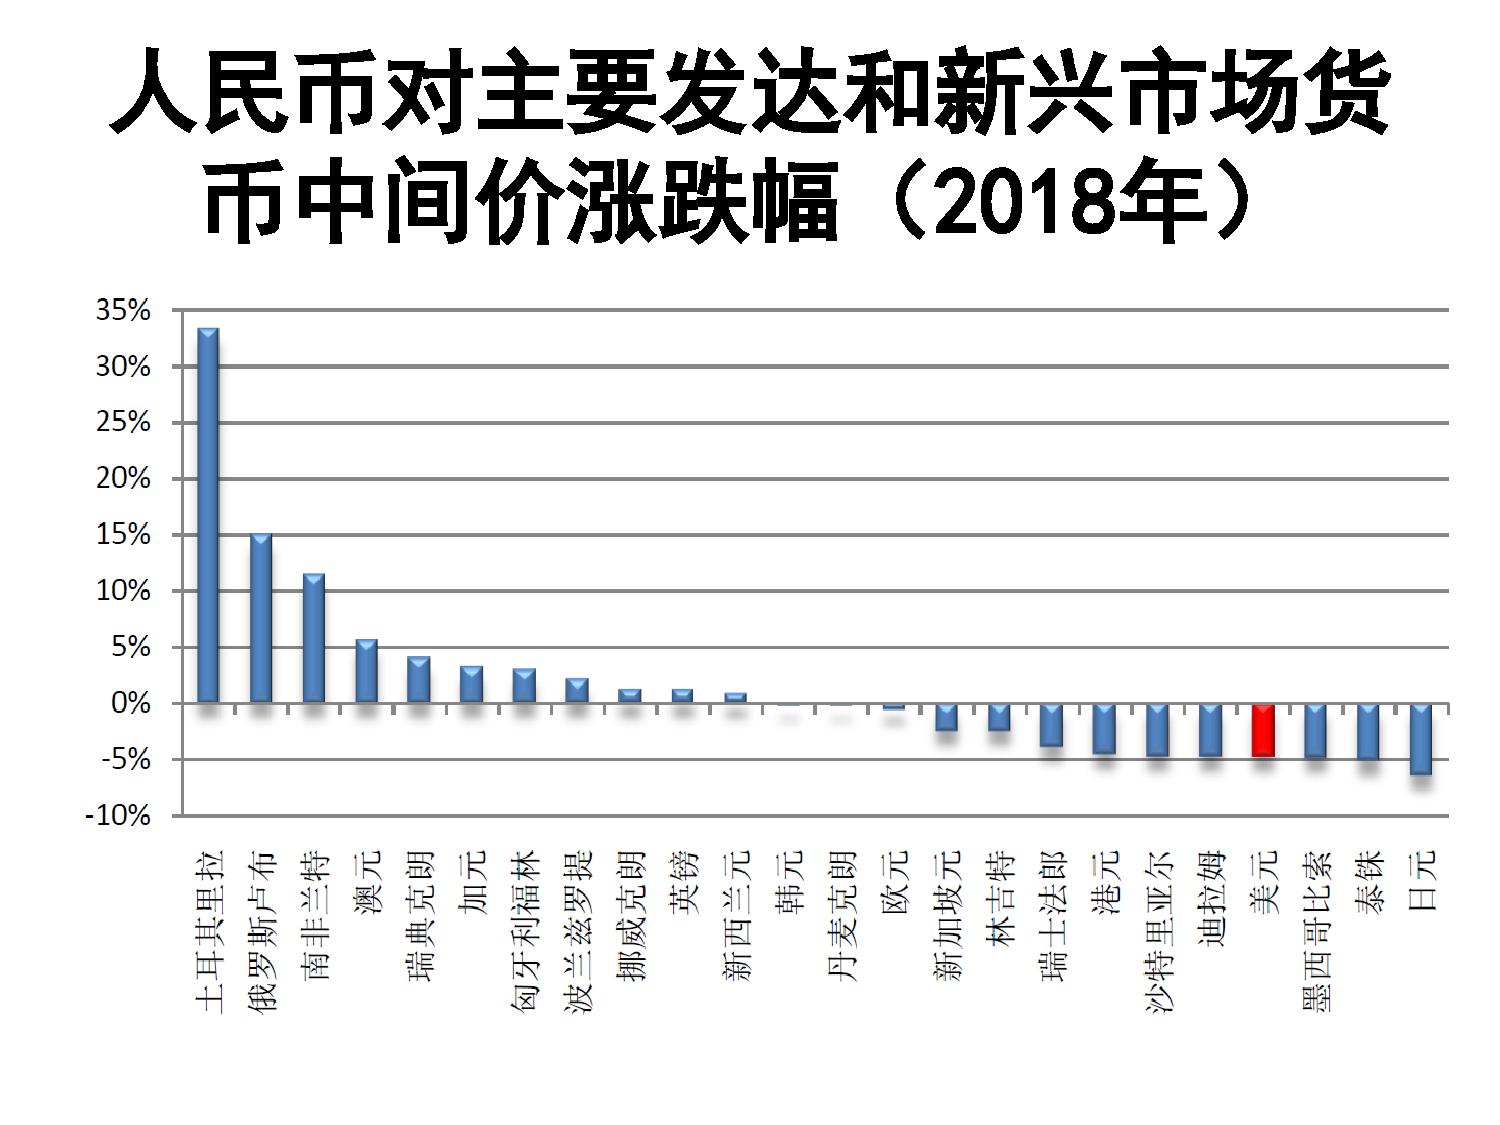 人民币对主要发达和新兴市场货
币中间价涨跌幅（2018年）
35%
30%
25%
20%
15%
10%
5%
0%
-5%
-10%
土耳其里拉
俄罗斯卢布
南非兰特
澳元
瑞典克朗
加元
匈牙利福林
波兰兹罗提
挪威克朗
英镑
新西兰元
韩元
丹麦克朗
欧元
新加坡元
林吉特
瑞士法郎
港元
沙特里亚尔
迪拉姆
美元
墨西哥比索
泰铢
日元